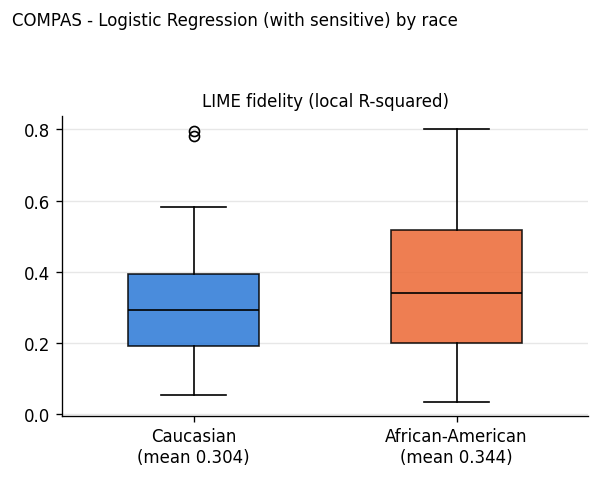 COMPAS - Logistic Regression (with sensitive) by race
LIME fidelity (local R-squared)
0.8
0.6
0.4
0.2
0.0
Caucasian
(mean 0.304)
African-American
(mean 0.344)